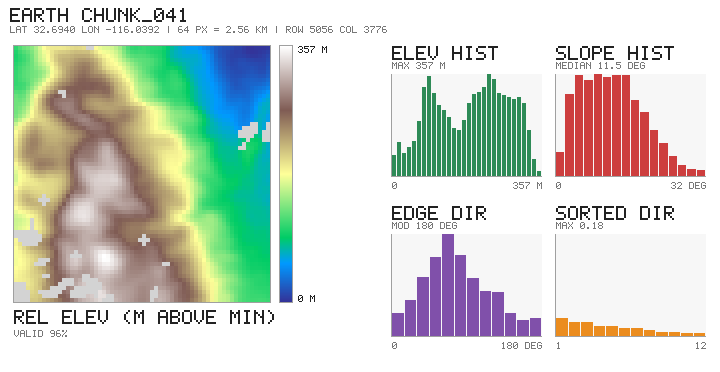 EARTH CHUNK_041
LAT 32.6940 LON -116.0392 | 64 PX = 2.56 KM | ROW 5056 COL 3776
357 M
0 M
REL ELEV (M ABOVE MIN)
VALID 96%
ELEV HIST
MAX 357 M
0 357 M
SLOPE HIST
MEDIAN 11.5 DEG
0 32 DEG
EDGE DIR
MOD 180 DEG
0 180 DEG
SORTED DIR
MAX 0.18
1 12